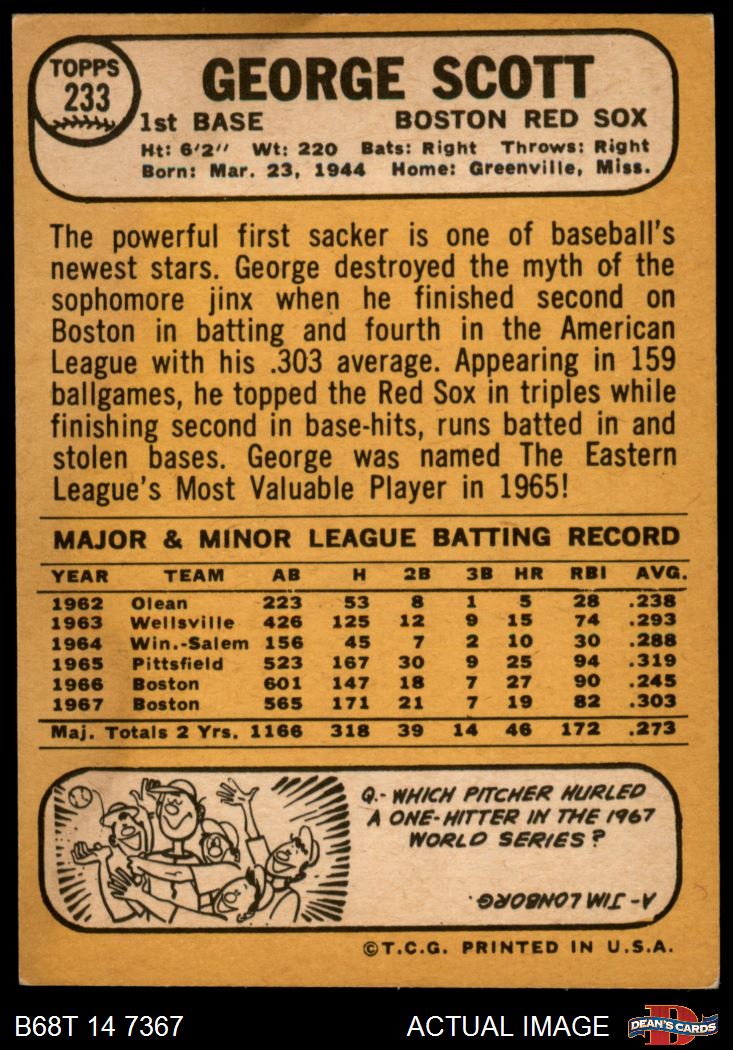 TOPPS
233
GEORGE SCOTT
1st BASE BOSTON RED SOX
Ht: 6'2" Wt: 220 Bats: Right Throws: Right
Born: Mar. 23, 1944 Home: Greenville, Miss.
The powerful first sacker is one of baseball's
newest stars. George destroyed the myth of the
sophomore jinx when he finished second on
Boston in batting and fourth in the American
League with his .303 average. Appearing in 159
ballgames, he topped the Red Sox in triples while
finishing second in base-hits, runs batted in and
stolen bases. George was named The Eastern
League's Most Valuable Player in 1965!
MAJOR & MINOR LEAGUE BATTING RECORD
YEAR TEAM AB H 2B 3B HR RBI AVG.
1962 Olean 223 53 8 1 5 28 .238
1963 Wellsville 426 125 12 9 15 74 .293
1964 Win.-Salem 156 45 7 2 10 30 .288
1965 Pittsfield 523 167 30 9 25 94 .319
1966 Boston 601 147 18 7 27 90 .245
1967 Boston 565 171 21 7 19 82 .303
Maj. Totals 2 Yrs. 1166 318 39 14 46 172 .273
Q.- WHICH PITCHER HURLED
A ONE-HITTER IN THE 1967
WORLD SERIES?
A- JIM LONBORG.
©T.C.G. PRINTED IN U.S.A.
B68T 14 7367 ACTUAL IMAGE
D
DEAN'S CARDS